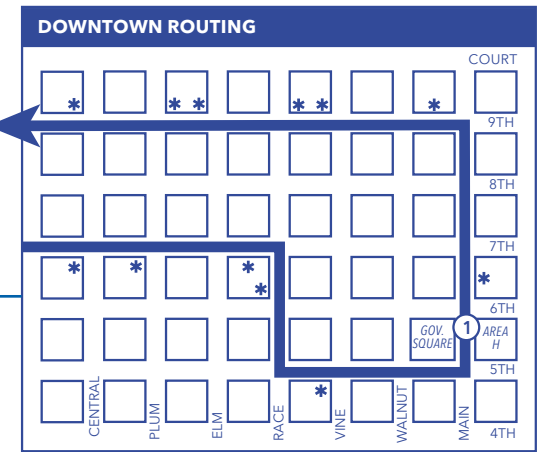 DOWNTOWN ROUTING
COURT
* * * * * *
9TH
8TH
7TH
* * * *
*
6TH
GOV.
SQUARE
1
AREA
H
5TH
*
CENTRAL
PLUM
ELM
RACE
VINE
WALNUT
MAIN
4TH